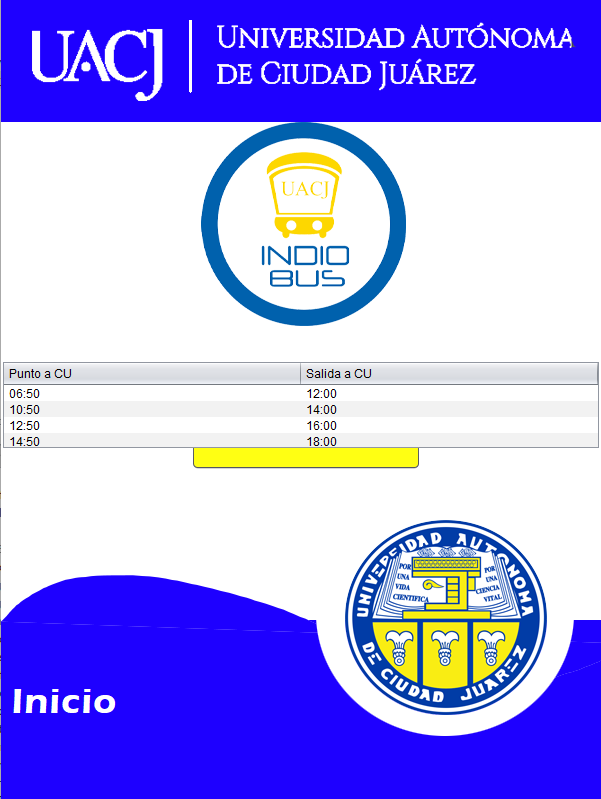 UACJ
UNIVERSIDAD AUTÓNOMA
DE CIUDAD JUÁREZ
UACJ
INDIO
BUS
Punto a CU Salida a CU
06:50 12:00
10:50 14:00
12:50 16:00
14:50 18:00
UNIVERSIDAD AUTONOMA
DE CIUDAD JUAREZ
POR
UNA
VIDA
CIENTIFICA
POR
UNA
CIENCIA
VITAL
Inicio